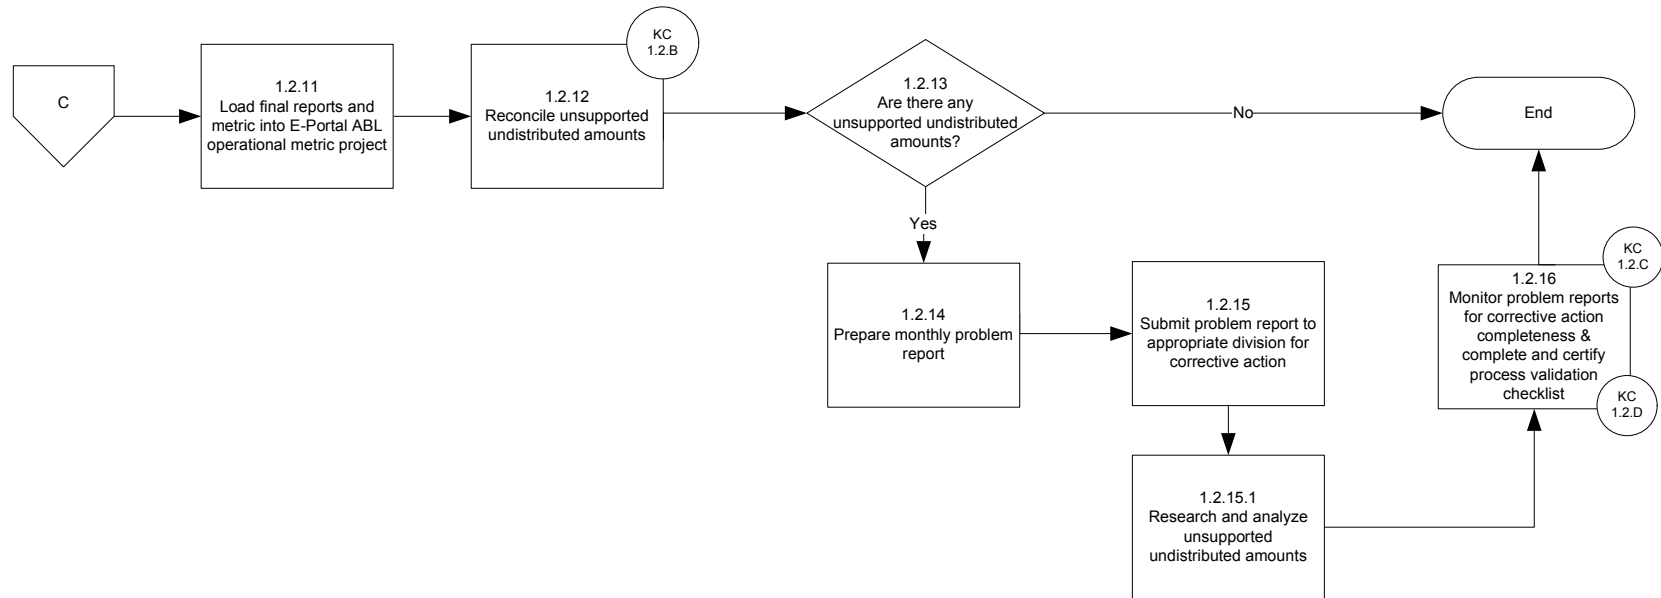 C
1.2.11
Load final reports and
metric into E-Portal ABL
operational metric project
KC
1.2.B
1.2.12
Reconcile unsupported
undistributed amounts
1.2.13
Are there any
unsupported undistributed
amounts?
No
End
Yes
1.2.14
Prepare monthly problem
report
1.2.15
Submit problem report to
appropriate division for
corrective action
KC
1.2.C
1.2.16
Monitor problem reports
for corrective action
completeness &
complete and certify
process validation
checklist
KC
1.2.D
1.2.15.1
Research and analyze
unsupported
undistributed amounts